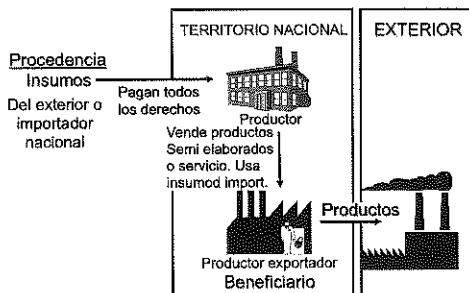 TERRITORIO NACIONAL
EXTERIOR
Procedencia
Insumos
Del exterior o
importador
nacional
Pagan todos
los derechos
Productor
Vende productos
Semi elaborados
o servicio. Usa
insumod import.
Productos
Productor exportador
Beneficiario